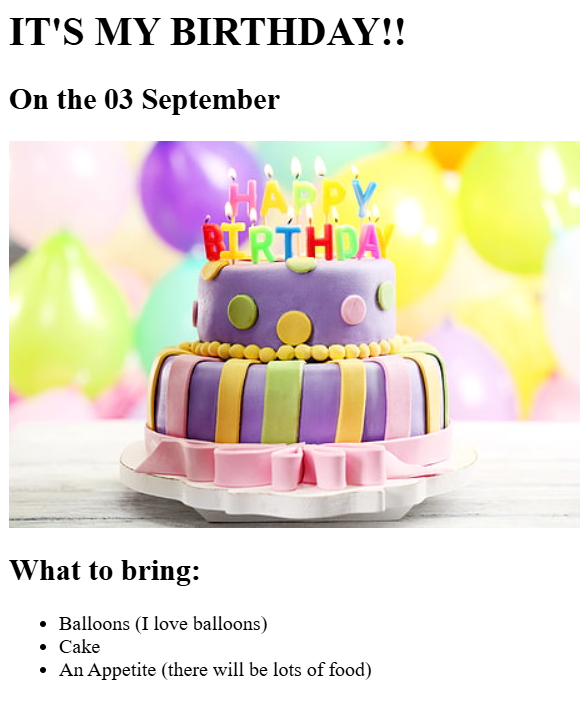 IT'S MY BIRTHDAY!!
On the 03 September
HAPPY
BIRTHDAY
What to bring:
Balloons (I love balloons)
Cake
An Appetite (there will be lots of food)